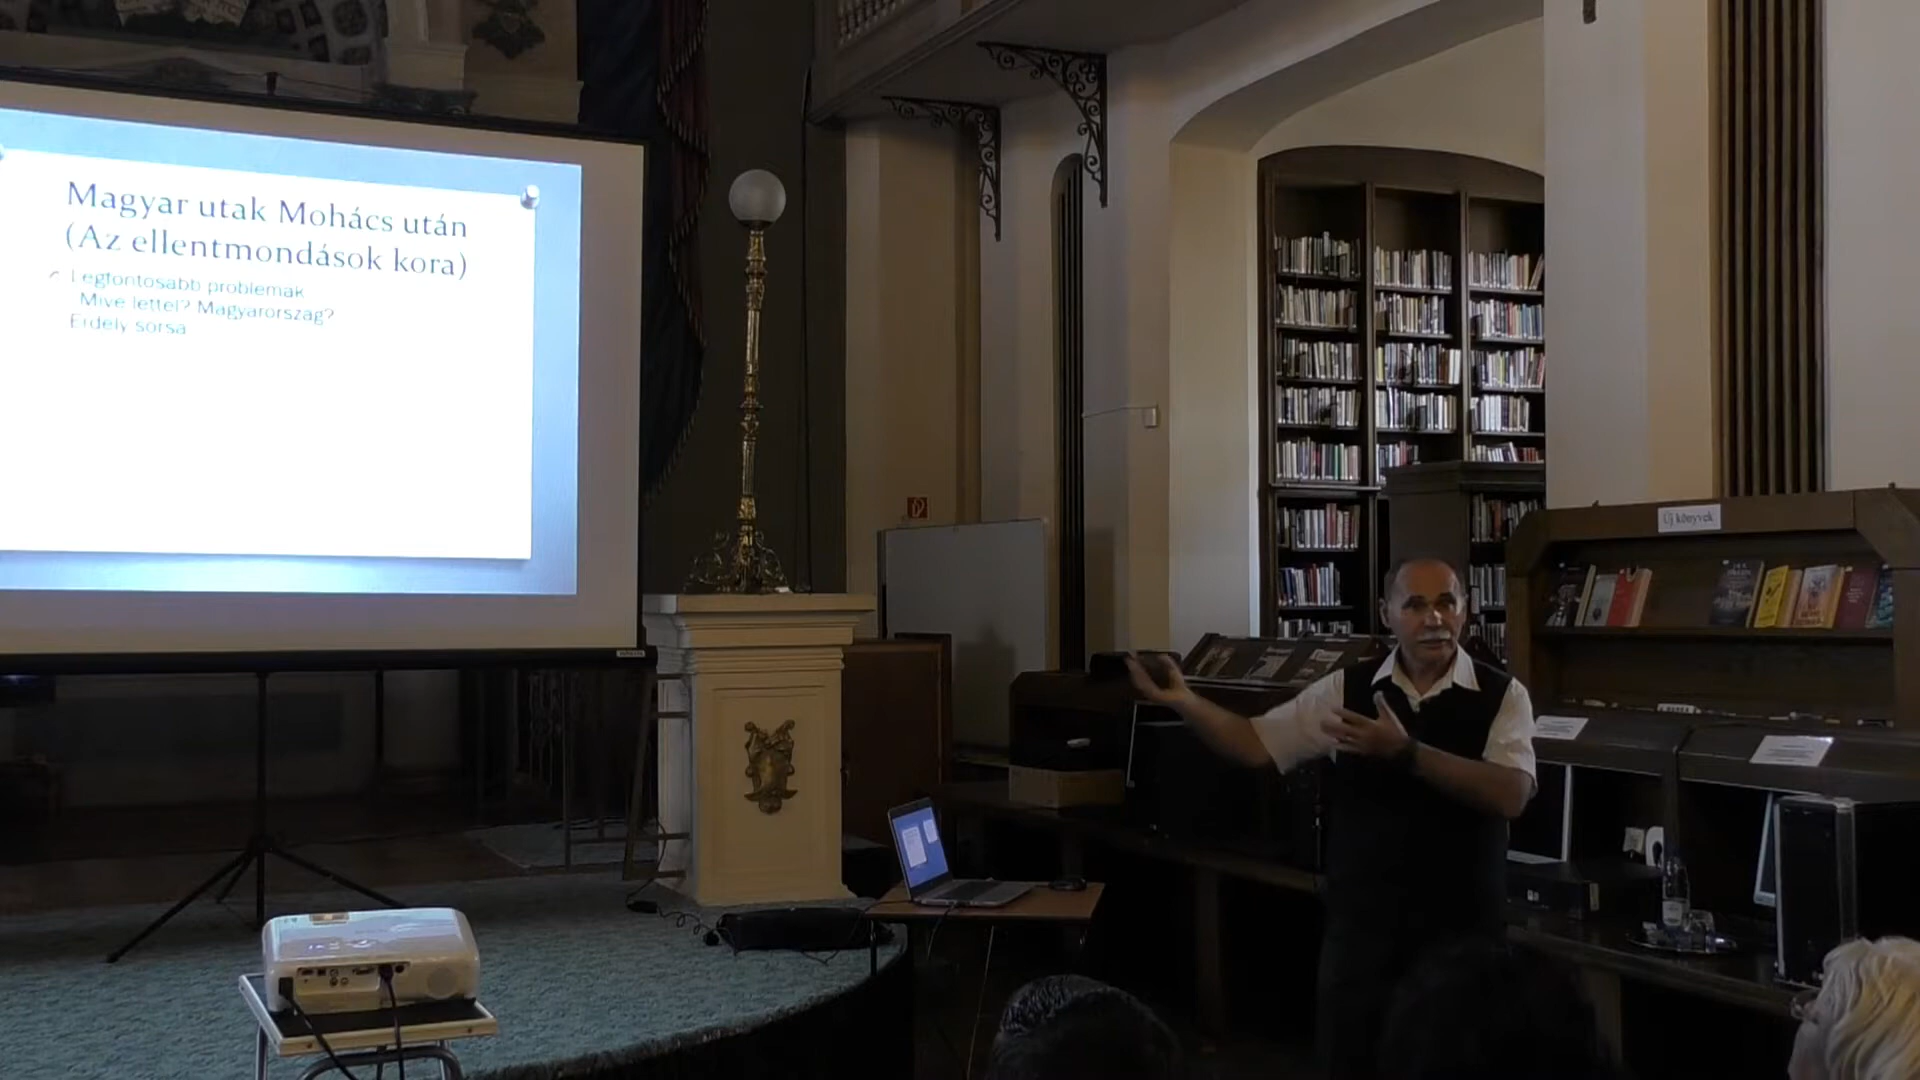 Magyar utak Mohács után
(Az ellentmondások kora)
Legfontosabb problémák
Mivé lettél? Magyarország?
Erdély sorsa
Új könyvek